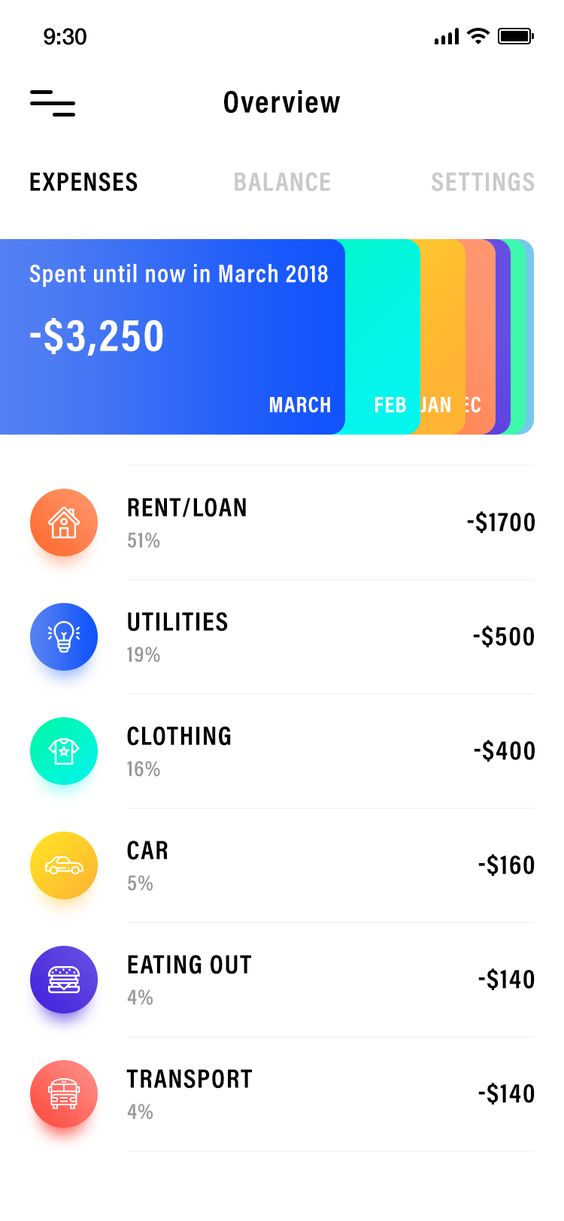 9:30
Overview
EXPENSES BALANCE SETTINGS
Spent until now in March 2018
-$3,250
MARCH FEB JAN EC
RENT/LOAN
-$1700
51%
UTILITIES
-$500
19%
CLOTHING
-$400
16%
CAR
-$160
5%
EATING OUT
-$140
4%
TRANSPORT
-$140
4%